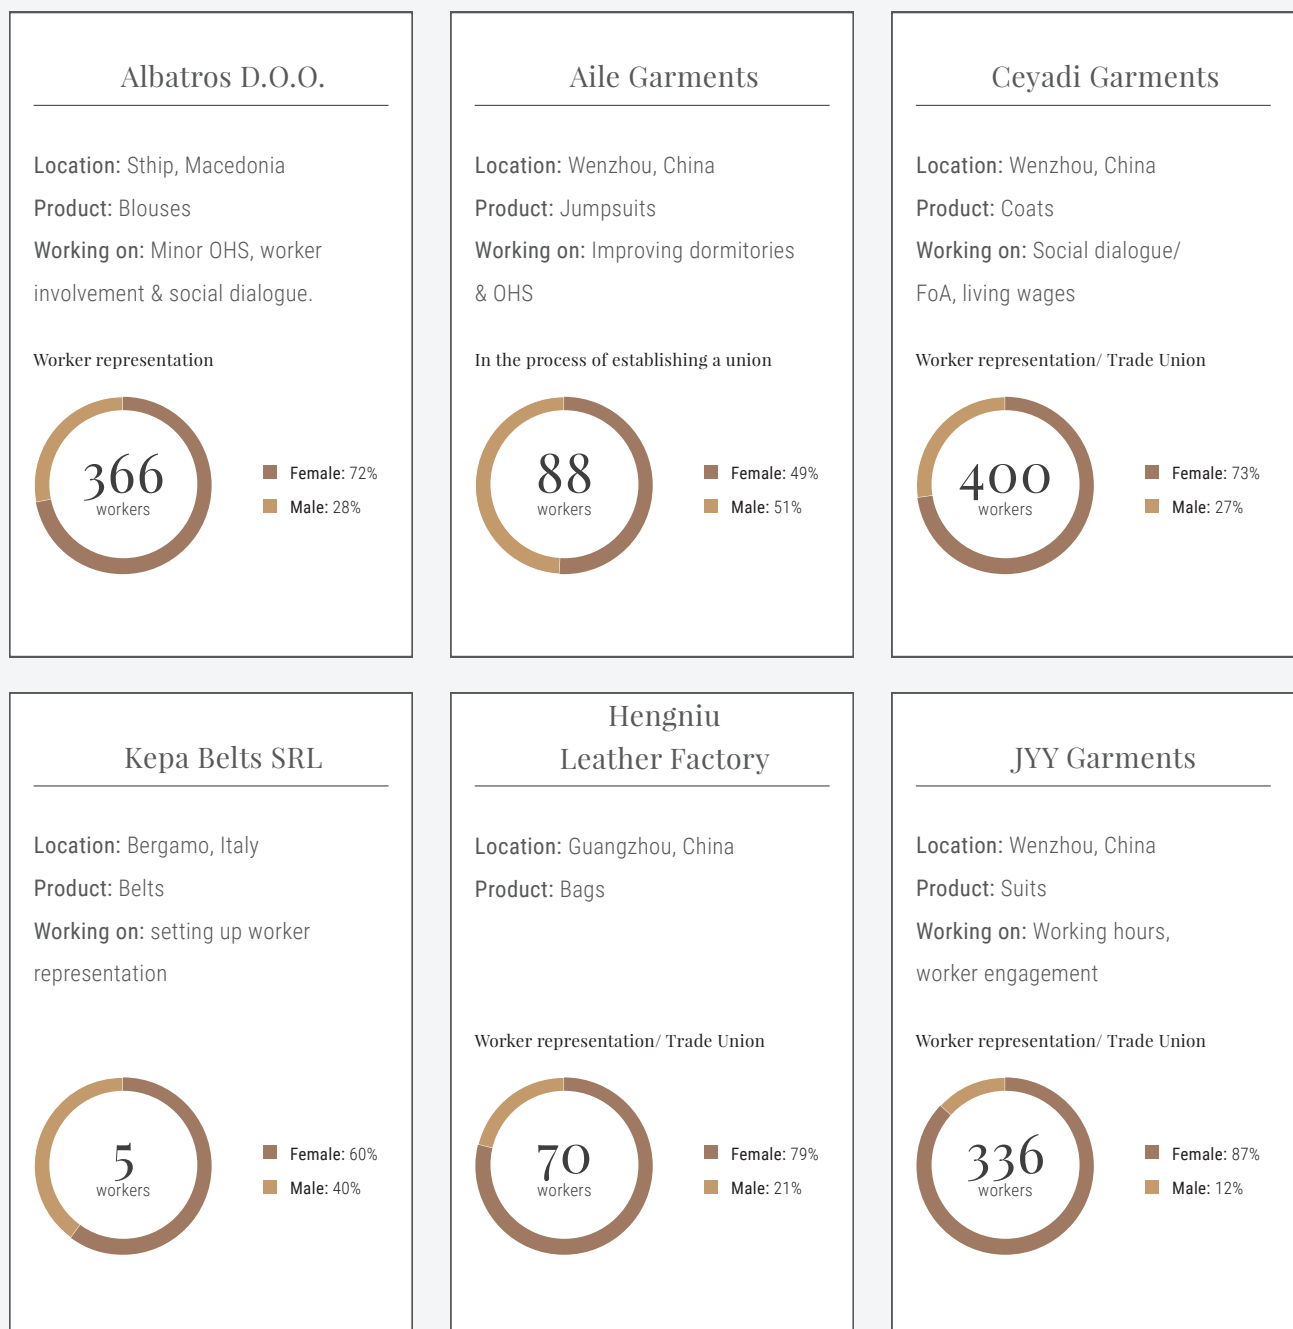 Albatros D.O.O.
Location: Sthip, Macedonia
Product: Blouses
Working on: Minor OHS, worker
involvement & social dialogue.
Worker representation
366
workers
Female: 72%
Male: 28%
Aile Garments
Location: Wenzhou, China
Product: Jumpsuits
Working on: Improving dormitories
& OHS
In the process of establishing a union
88
workers
Female: 49%
Male: 51%
Ceyadi Garments
Location: Wenzhou, China
Product: Coats
Working on: Social dialogue/
FoA, living wages
Worker representation/ Trade Union
400
workers
Female: 73%
Male: 27%
Kepa Belts SRL
Location: Bergamo, Italy
Product: Belts
Working on: setting up worker
representation
5
workers
Female: 60%
Male: 40%
Hengniu
Leather Factory
Location: Guangzhou, China
Product: Bags
Worker representation/ Trade Union
70
workers
Female: 79%
Male: 21%
JYY Garments
Location: Wenzhou, China
Product: Suits
Working on: Working hours,
worker engagement
Worker representation/ Trade Union
336
workers
Female: 87%
Male: 12%